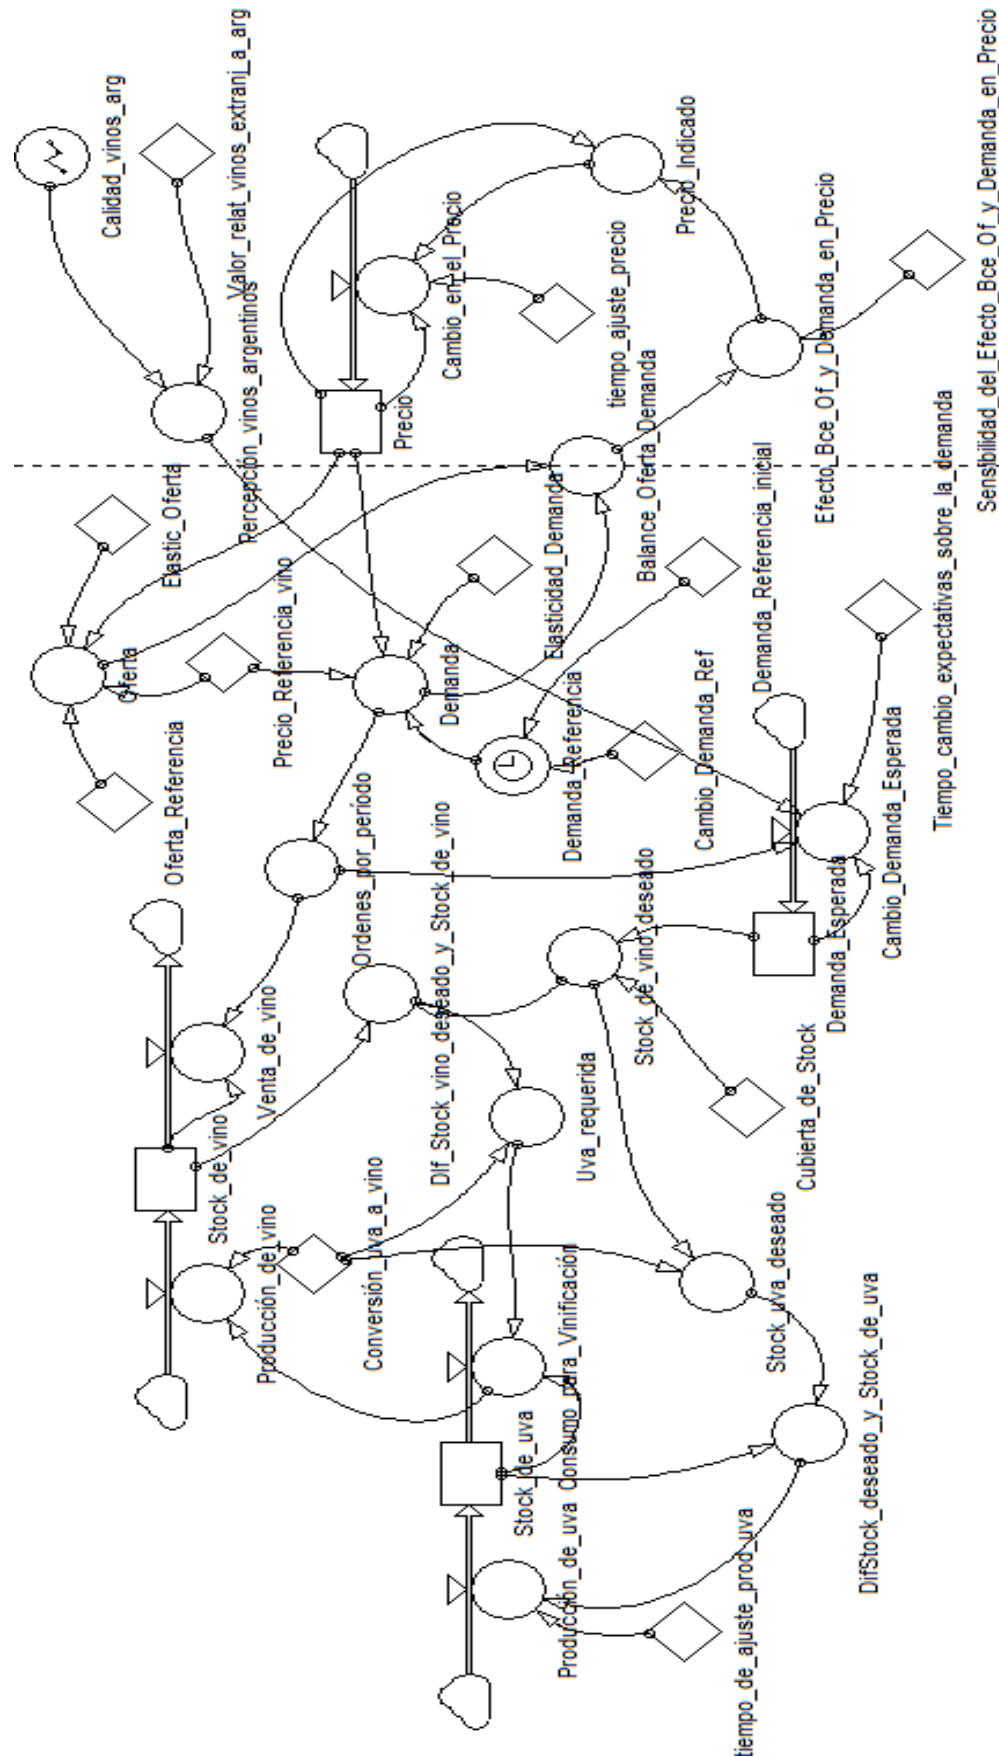 Calidad_vinos_arg
Valor_relat_vinos_extranj_a_arg
Percepción_vinos_argentinos
Elastic_Oferta
Oferta
Oferta_Referencia
Precio_Referencia_vino
Precio
Cambio_en_el_Precio
tiempo_ajuste_precio
Precio_Indicado
Balance_Oferta_Demanda
Efecto_Bce_Of_y_Demanda_en_Precio
Sensibilidad_del_Efecto_Bce_Of_y_Demanda_en_Precio
Demanda
Elasticidad_Demanda
Demanda_Referencia
Demanda_Referencia_inicial
Cambio_Demanda_Ref
Tiempo_cambio_expectativas_sobre_la_demanda
Cambio_Demanda_Esperada
Demanda_Esperada
Ordenes_por_período
Venta_de_vino
Stock_de_vino
Producción_de_vino
Conversión_uva_a_vino
DIf_Stock_vino_deseado_y_Stock_de_vino
Stock_de_vino_deseado
Cubierta_de_Stock
Uva_requerida
Stock_uva_deseado
Consumo_para_Vinificación
Stock_de_uva
Producción_de_uva
tiempo_de_ajuste_prod_uva
DifStock_deseado_y_Stock_de_uva